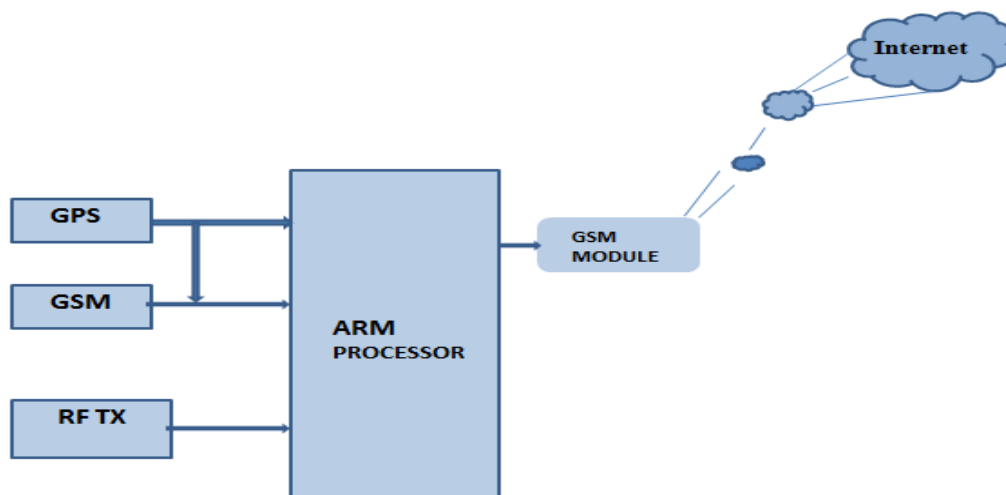 Internet
GPS
GSM
MODULE
GSM
ARM
PROCESSOR
RF TX